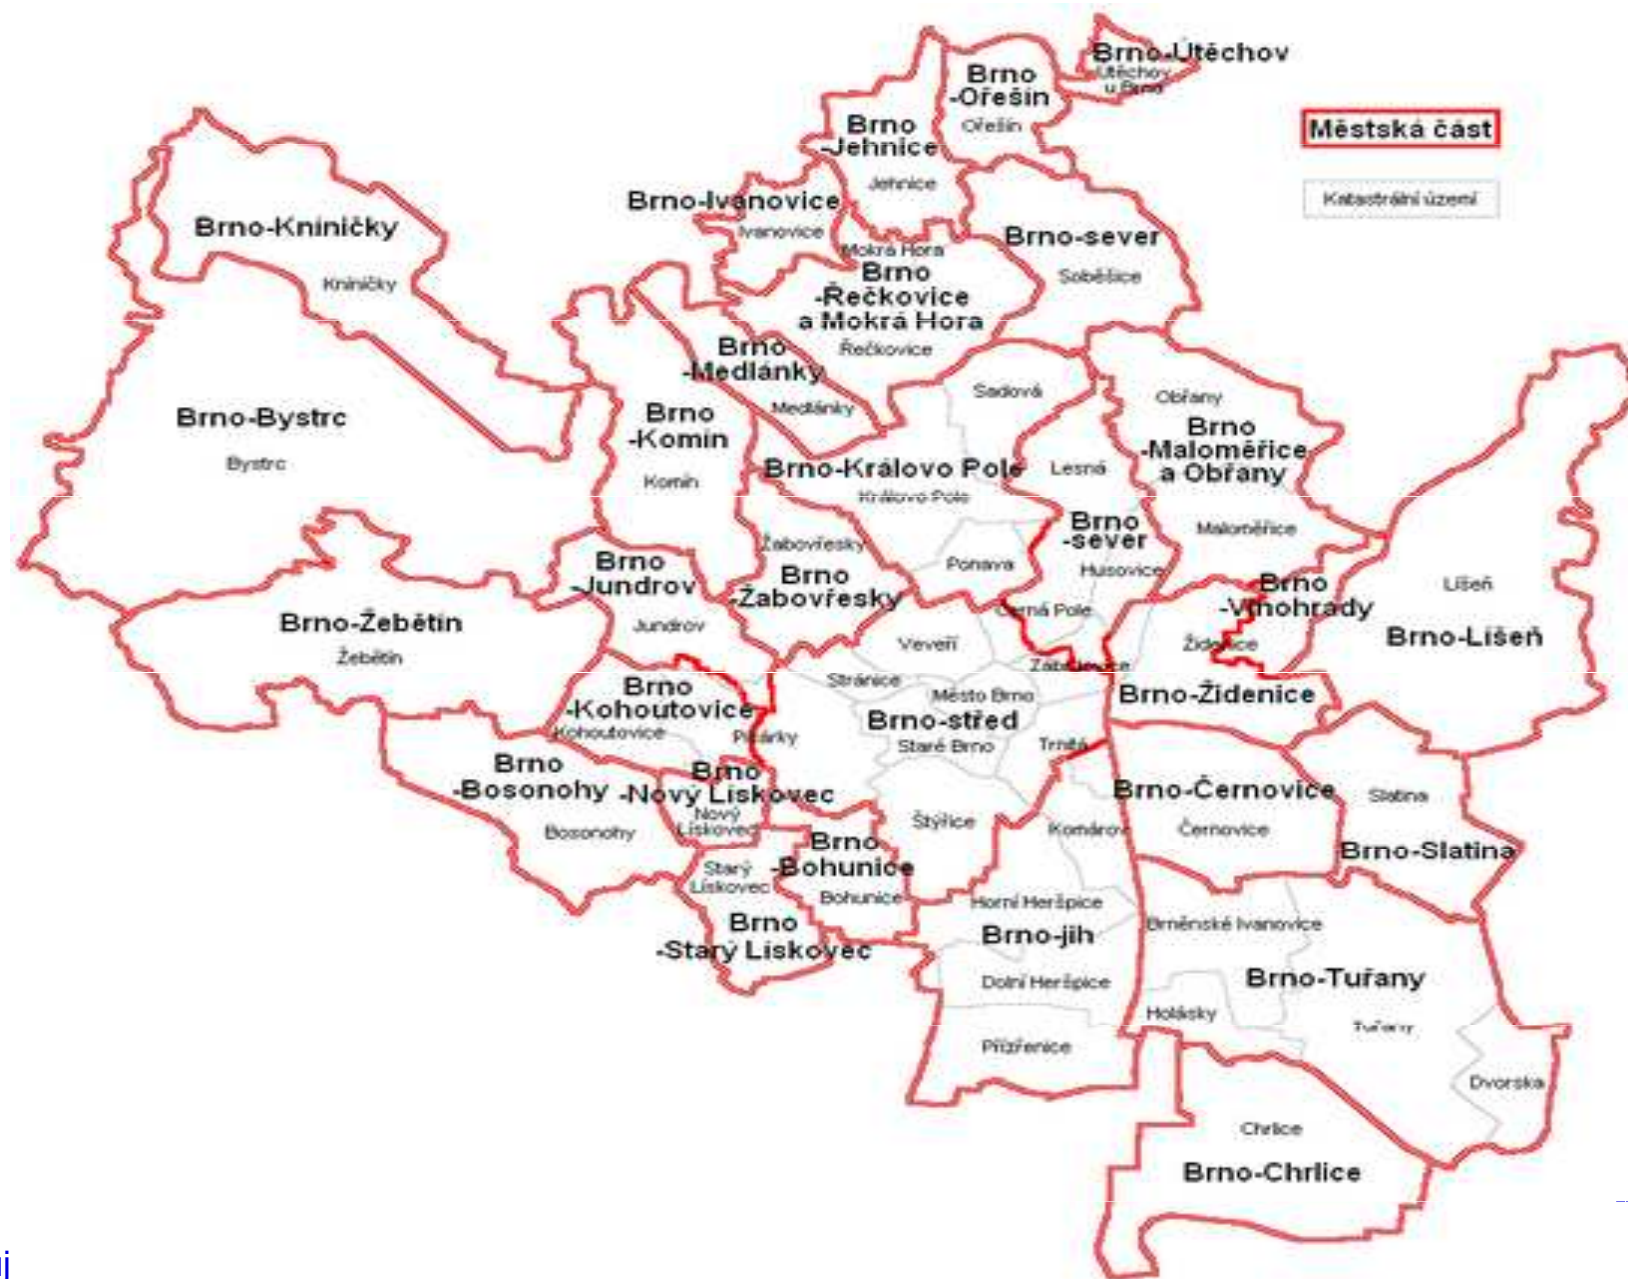 Brno-Útěchov
Útěchov
u Brna
Brno
-Ořešín
Ořešín
Městská část
Brno
-Jehnice
Jehnice
Katastrální území
Brno-Ivanovice
Ivanovice
Brno-Kníničky
Kníničky
Brno-sever
Soběšice
Mokrá Hora
Brno
-Řečkovice
a Mokrá Hora
Řečkovice
Brno
-Medlánky
Medlánky
Sadová
Obřany
Brno
-Maloměřice
a Obřany
Maloměřice
Brno-Bystrc
Bystrc
Brno
-Komín
Komín
Brno-Královo Pole
Královo Pole
Lesná
Brno
-sever
Husovice
Ponava
Černá Pole
Žabovřesky
Brno
-Žabovřesky
Brno
-Jundrov
Jundrov
Brno
-Vinohrady
Líšeň
Brno-Líšeň
Židenice
Brno-Židenice
Brno-Žebětín
Žebětín
Veveří
Zábrdovice
Stránice
Město Brno
Brno-střed
Staré Brno
Trnitá
Brno
-Kohoutovice
Kohoutovice
Pisárky
Brno
-Bosonohy
Bosonohy
Brno
-Nový Lískovec
Nový
Lískovec
Brno-Černovice
Černovice
Slatina
Brno-Slatina
Štýřice
Komárov
Brno
-Bohunice
Bohunice
Starý
Lískovec
Brno
-Starý Lískovec
Horní Heršpice
Brno-jih
Dolní Heršpice
Přízřenice
Brněnské Ivanovice
Brno-Tuřany
Holásky
Tuřany
Dvorska
Chrlice
Brno-Chrlice